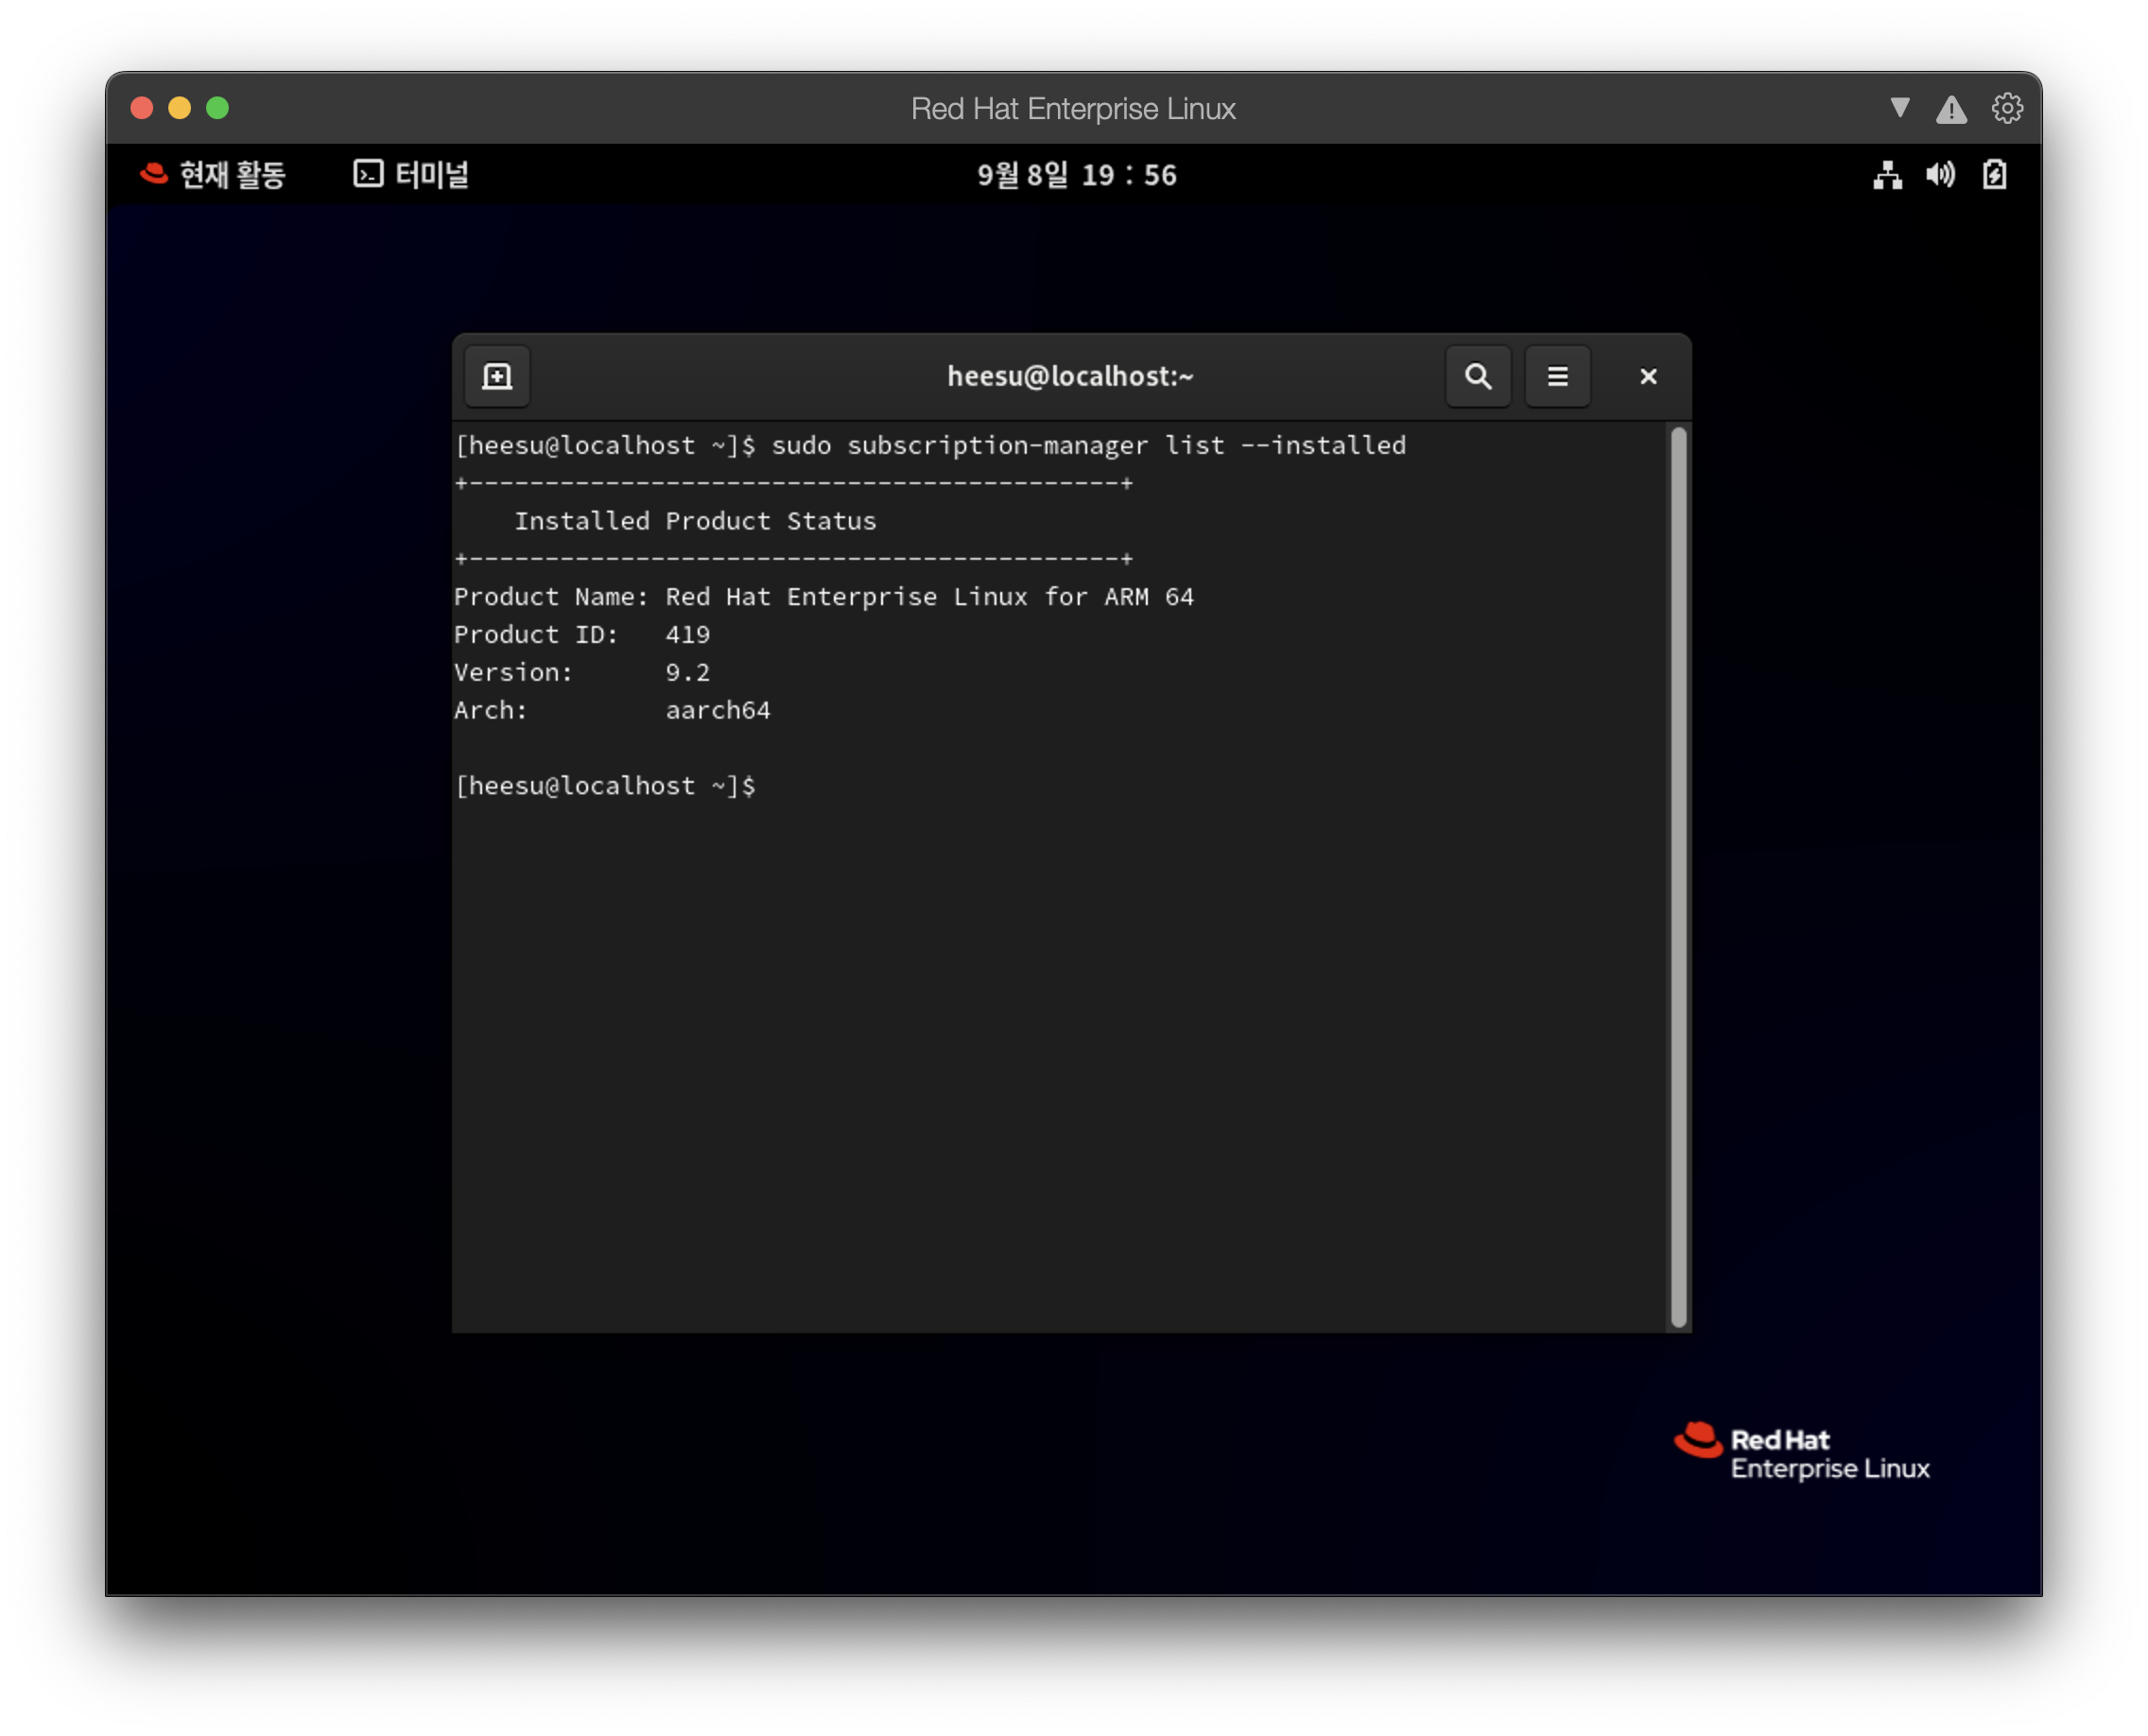 Red Hat Enterprise Linux
현재 활동 터미널 9월 8일 19 : 56
heesu@localhost:~
[heesu@localhost ~]$ sudo subscription-manager list --installed
+-------------------------------------------+
    Installed Product Status
+-------------------------------------------+
Product Name: Red Hat Enterprise Linux for ARM 64
Product ID:   419
Version:      9.2
Arch:         aarch64
[heesu@localhost ~]$
Red Hat
Enterprise Linux